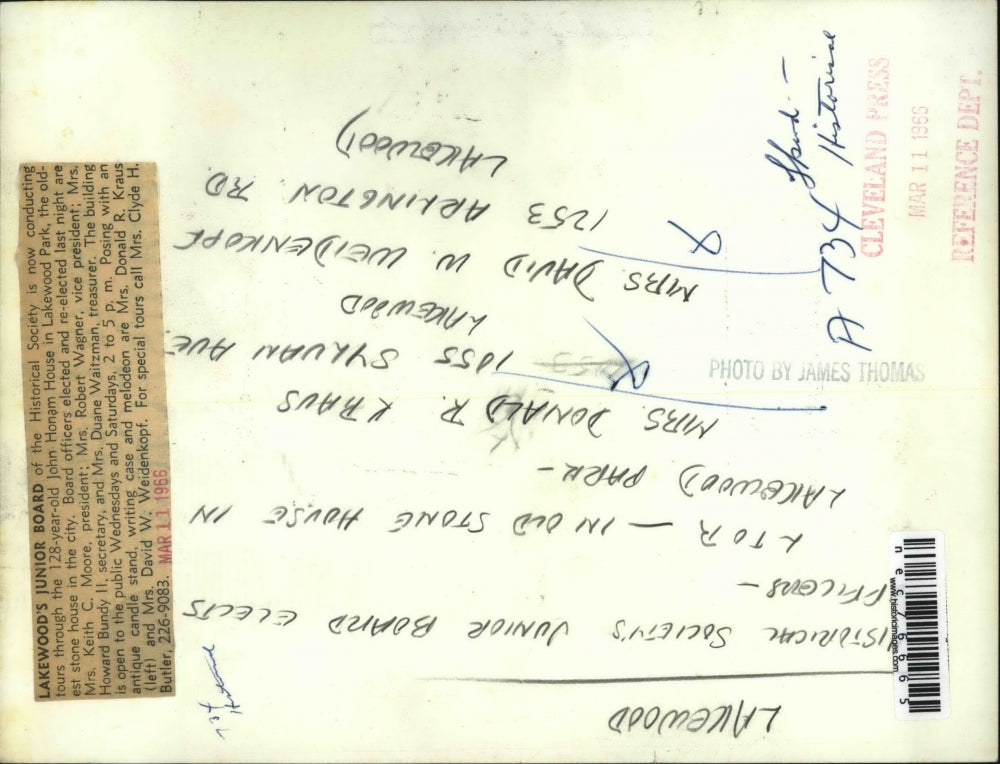 LAKEWOOD'S JUNIOR BOARD of the Historical Society is now conducting
tours through the 128-year-old John Honam House in Lakewood Park, the old-
est stone house in the city. Board officers elected and re-elected last night are
Mrs. Keith C. Moore, president; Mrs. Robert Wagner, vice president; Mrs.
Howard Bundy II, secretary, and Mrs. Duane Waitzman, treasurer. The building
is open to the public Wednesdays and Saturdays, 2 to 5 p. m. Posing with an
antique candle stand, writing case and melodeon are Mrs. Donald R. Kraus
(left) and Mrs. David W. Weidenkopf. For special tours call Mrs. Clyde H.
Butler, 226-9083. MAR 11 1966
LAKEWOOD
HISTORICAL SOCIETY'S JUNIOR BOARD ELECTS
OFFICERS -
L TO R - IN OLD STONE HOUSE IN
LAKEWOOD PARK -
MRS. DONALD R. KRAUS
1055 SYLVAN AVE.
LAKEWOOD
MRS. DAVID W. WEIDENKOPF
1253 ARLINGTON RD.
LAKEWOOD
PHOTO BY JAMES THOMAS
A 734 Historical
CLEVELAND PRESS
MAR 11 1966
REFERENCE DEPT.
734
www.historicimages.com
nec76665